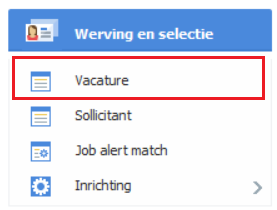 Werving en selectie
Vacature
Sollicitant
Job alert match
Inrichting